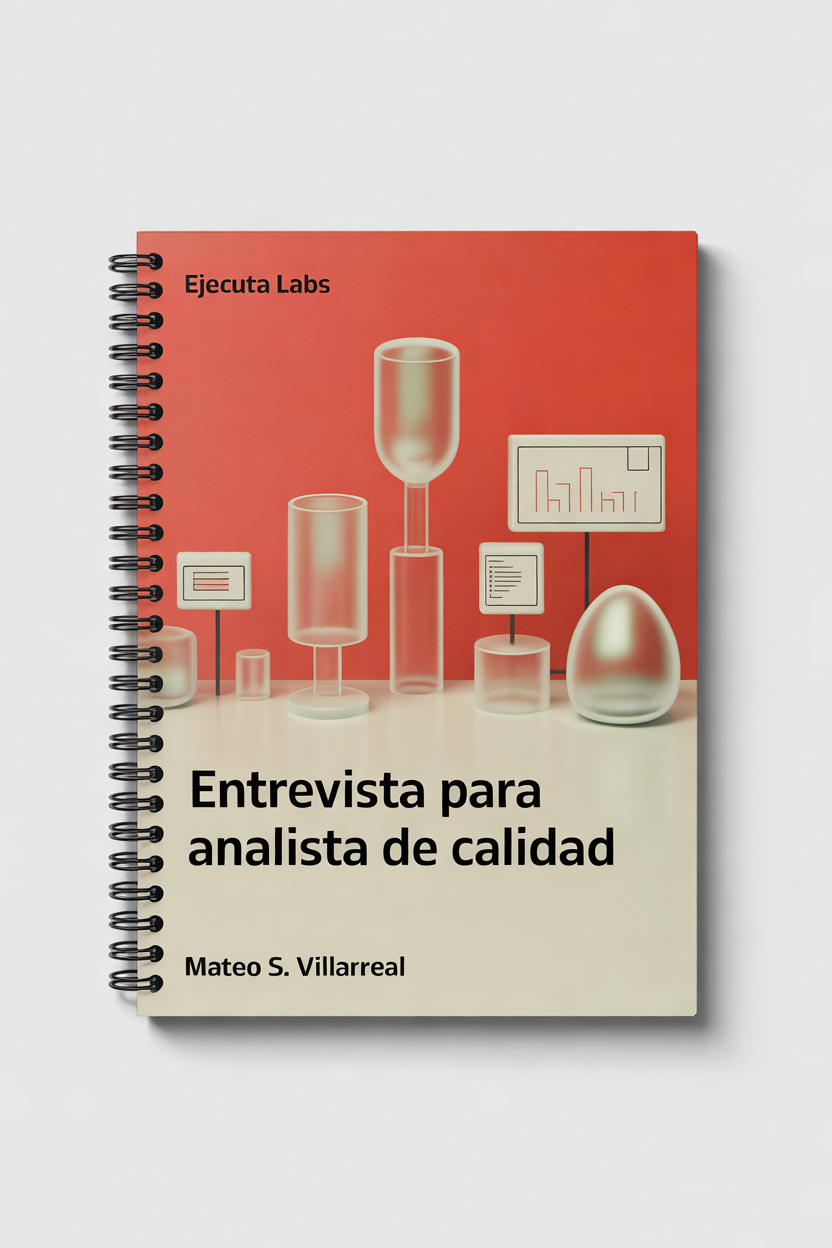 Ejecuta Labs
Entrevista para
analista de calidad
Mateo S. Villarreal